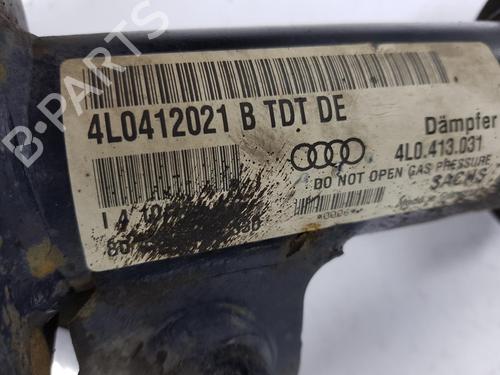 4L0412021 B TDT DE
Dämpfer
4L0.413.031
DO NOT OPEN GAS PRESSURE
SACHS
B-PARTS